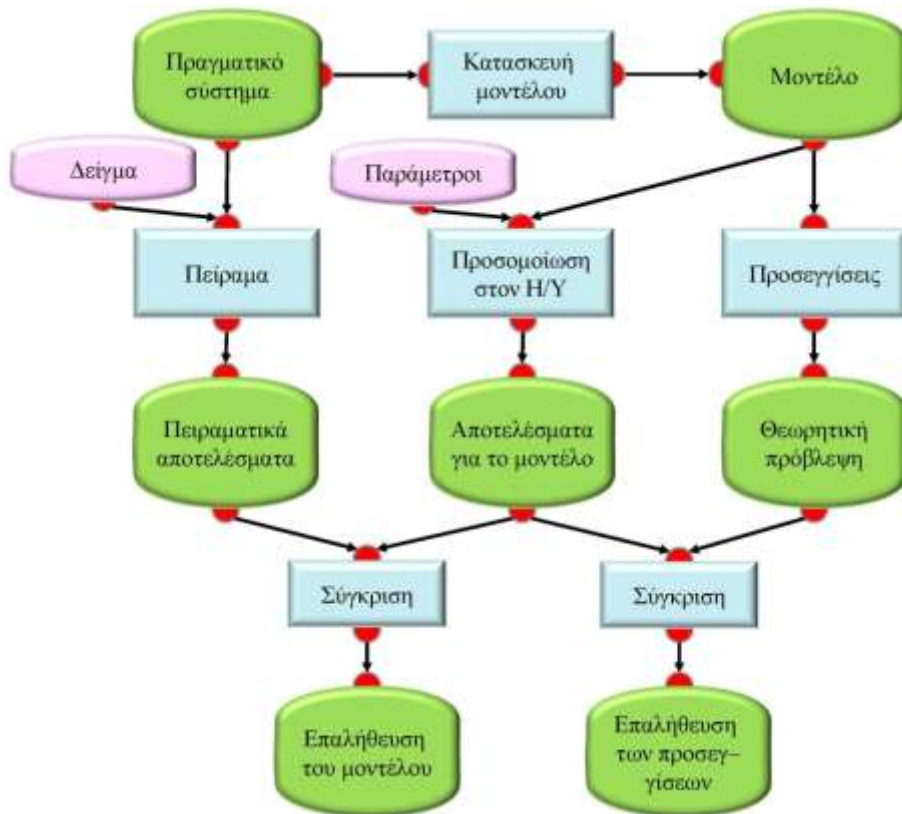 Πραγματικό
σύστημα
Κατασκευή
μοντέλου
Μοντέλο
Δείγμα
Παράμετροι
Πείραμα
Προσομοίωση
στον Η/Υ
Προσεγγίσεις
Πειραματικά
αποτελέσματα
Αποτελέσματα
για το μοντέλο
Θεωρητική
πρόβλεψη
Σύγκριση
Σύγκριση
Επαλήθευση
του μοντέλου
Επαλήθευση
των προσεγ–
γίσεων